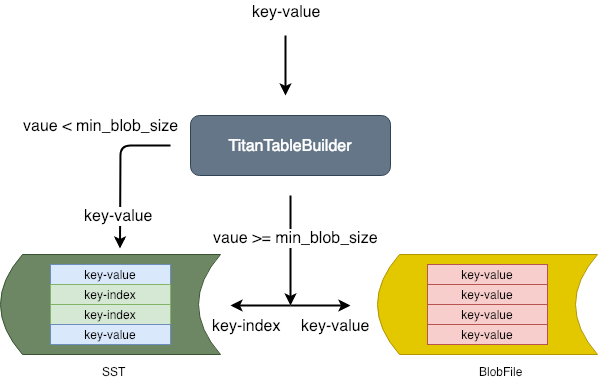 key-value
vaue < min_blob_size
TitanTableBuilder
key-value
vaue >= min_blob_size
key-value
key-index
key-index
key-value
key-index
key-value
key-value
key-value
key-value
key-value
SST
BlobFile